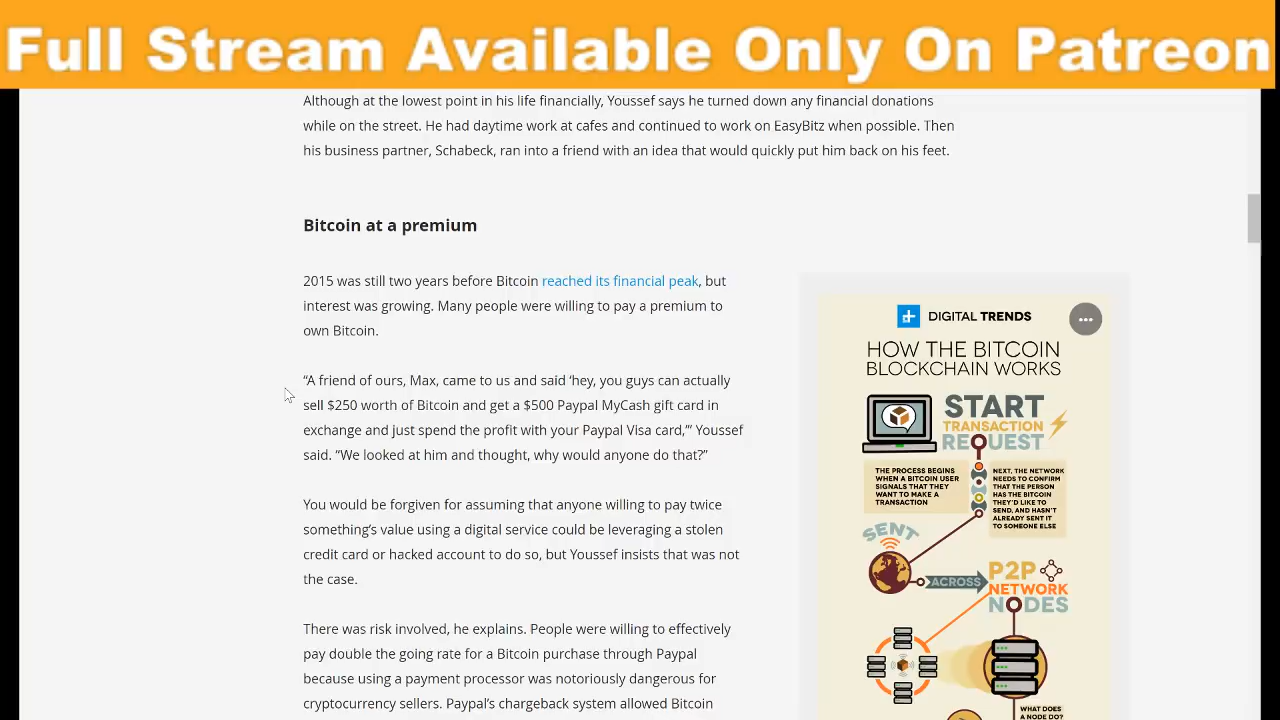 Full Stream Available Only On Patreon
Although at the lowest point in his life financially, Youssef says he turned down any financial donations
while on the street. He had daytime work at cafes and continued to work on EasyBitz when possible. Then
his business partner, Schabeck, ran into a friend with an idea that would quickly put him back on his feet.
Bitcoin at a premium
2015 was still two years before Bitcoin reached its financial peak, but
interest was growing. Many people were willing to pay a premium to
own Bitcoin.
“A friend of ours, Max, came to us and said ‘hey, you guys can actually
sell $250 worth of Bitcoin and get a $500 Paypal MyCash gift card in
exchange and just spend the profit with your Paypal Visa card,’” Youssef
said. “We looked at him and thought, why would anyone do that?”
You would be forgiven for assuming that anyone willing to pay twice
something’s value using a digital service could be leveraging a stolen
credit card or hacked account to do so, but Youssef insists that was not
the case.
There was risk involved, he explains. People were willing to effectively
double the going rate for a Bitcoin purchase through Paypal
because using a payment processor was notoriously dangerous for
cryptocurrency sellers. Paypal’s chargeback system allowed Bitcoin
DIGITAL TRENDS
HOW THE BITCOIN
BLOCKCHAIN WORKS
START
TRANSACTION
REQUEST
THE PROCESS BEGINS
WHEN A BITCOIN USER
SIGNALS THAT THEY
WANT TO MAKE A
TRANSACTION
NEXT, THE NETWORK
NEEDS TO CONFIRM
THAT THE PERSON
HAS THE BITCOIN
THEY'D LIKE TO
SEND, AND HASN'T
ALREADY SENT IT
TO SOMEONE ELSE
SENT
ACROSS
P2P
NETWORK
NODES
WHAT DOES
A NODE DO?